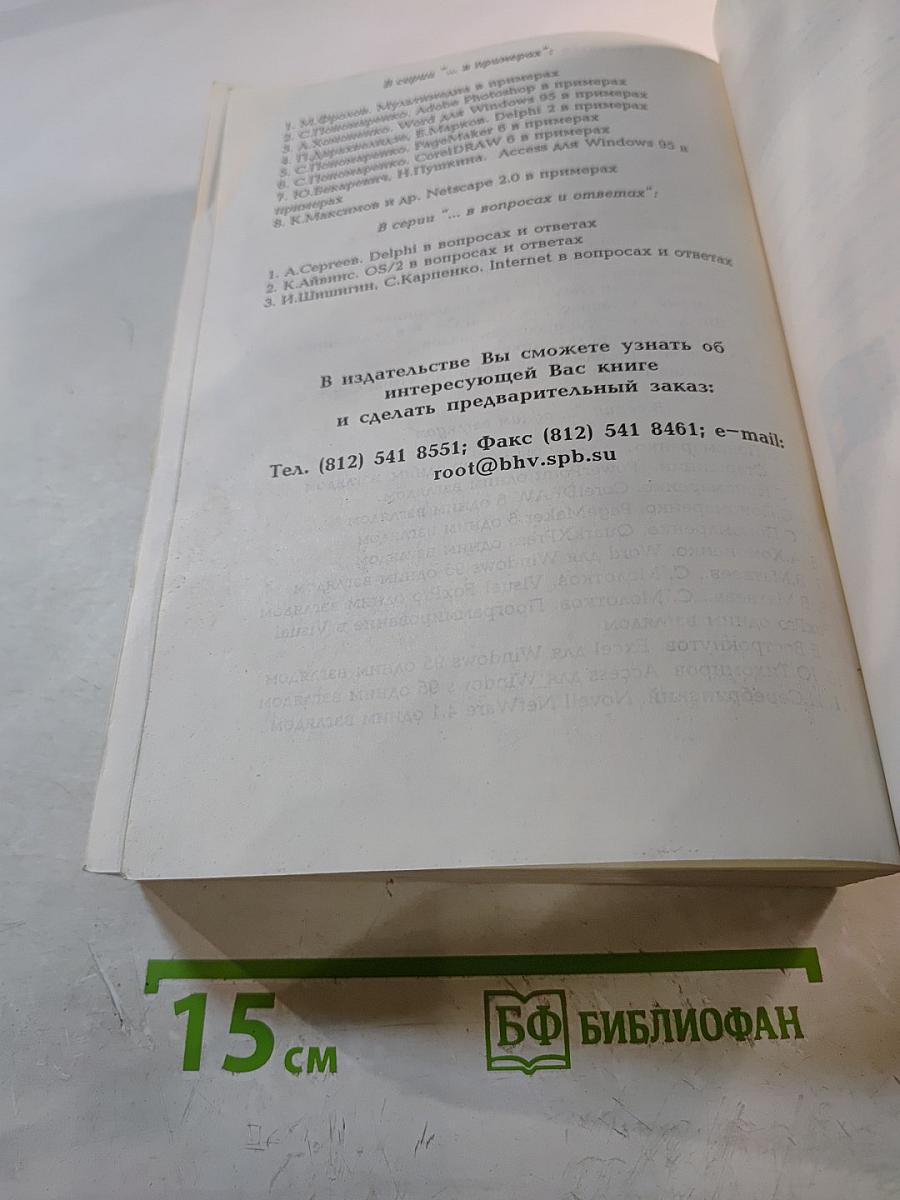 В серии "... в примерах":
1. М.Фролов. Мультимедиа в примерах
2. С.Пономаренко. Adobe Photoshop в примерах
3. А.Хомоненко. Word для Windows 95 в примерах
4. П.Дарахвелидзе, Е.Марков. Delphi 2 в примерах
5. С.Пономаренко. PageMaker 6 в примерах
6. С.Пономаренко. CorelDRAW 6 в примерах
7. Ю.Бекаревич, Н.Пушкина. Access для Windows 95 в
примерах
8. К.Максимов и др. Netscape 2.0 в примерах
В серии "... в вопросах и ответах":
1. А.Сергеев. Delphi в вопросах и ответах
2. К.Айвинс. OS/2 в вопросах и ответах
3. И.Шишигин, С.Карпенко. Internet в вопросах и ответах
В издательстве Вы сможете узнать об
интересующей Вас книге
и сделать предварительный заказ:
Тел. (812) 541 8551; Факс (812) 541 8461; e-mail:
root@bhv.spb.su
15 см
БФ БИБЛИОФАН